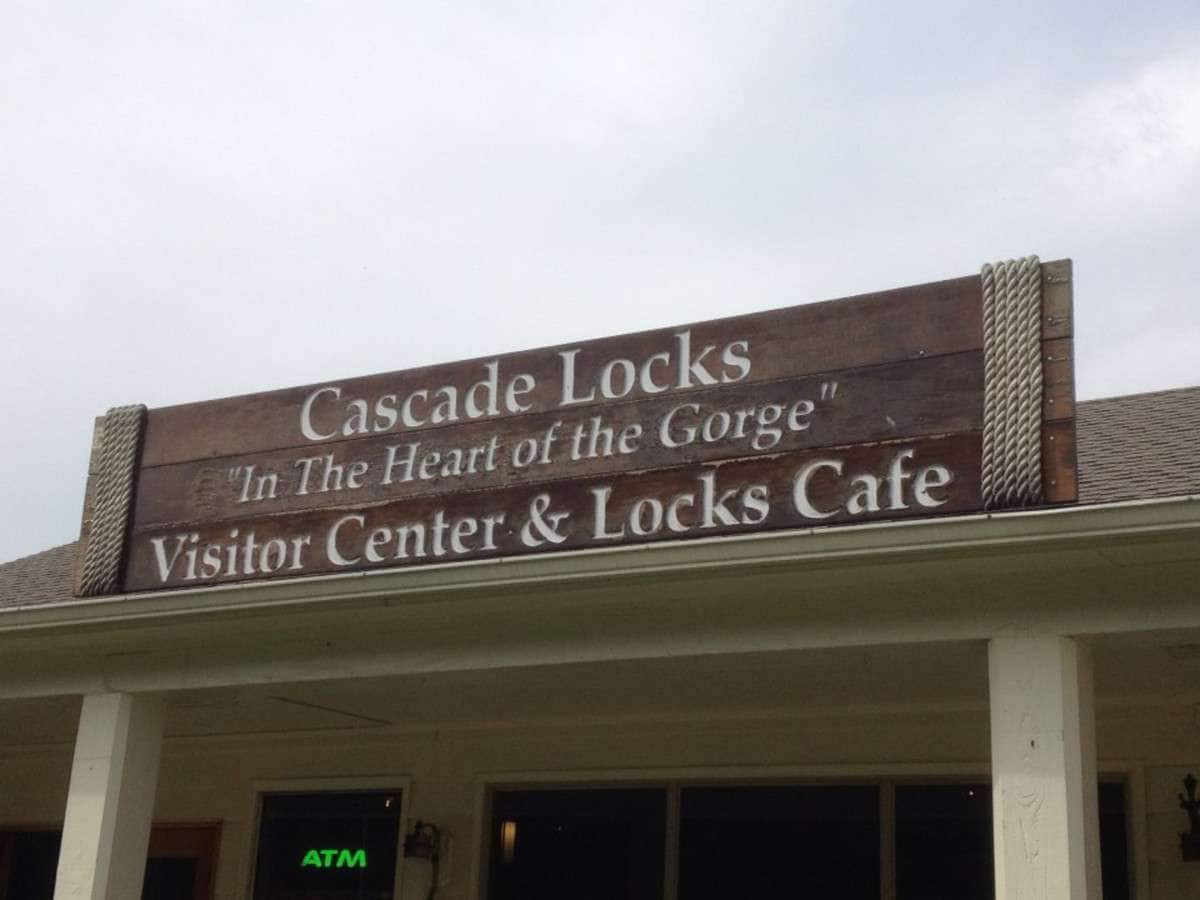 Cascade Locks
"In The Heart of the Gorge"
Visitor Center & Locks Cafe
ATM